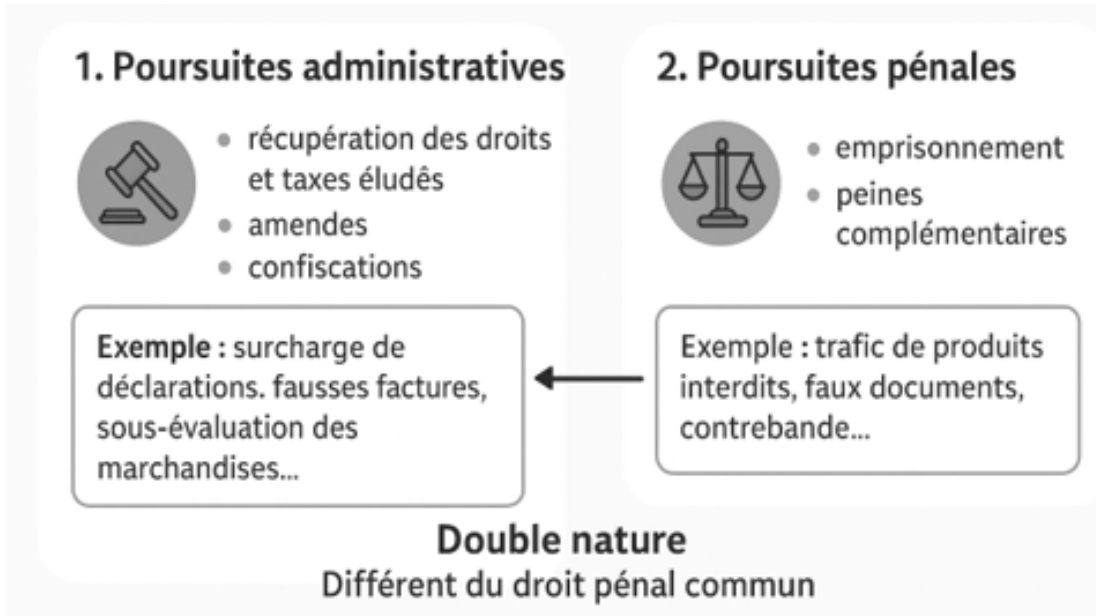 1. Poursuites administratives
récupération des droits
et taxes éludês
amendes
confiscations
Exemple : surcharge de
déclarations. fausses factures,
sous-évaluation des
marchandises...
2. Poursuites pénales
emprisonnement
peines
complémentaires
Exemple : trafic de produits
interdits, faux documents,
contrebande...
Double nature
Différent du droit pénal commun